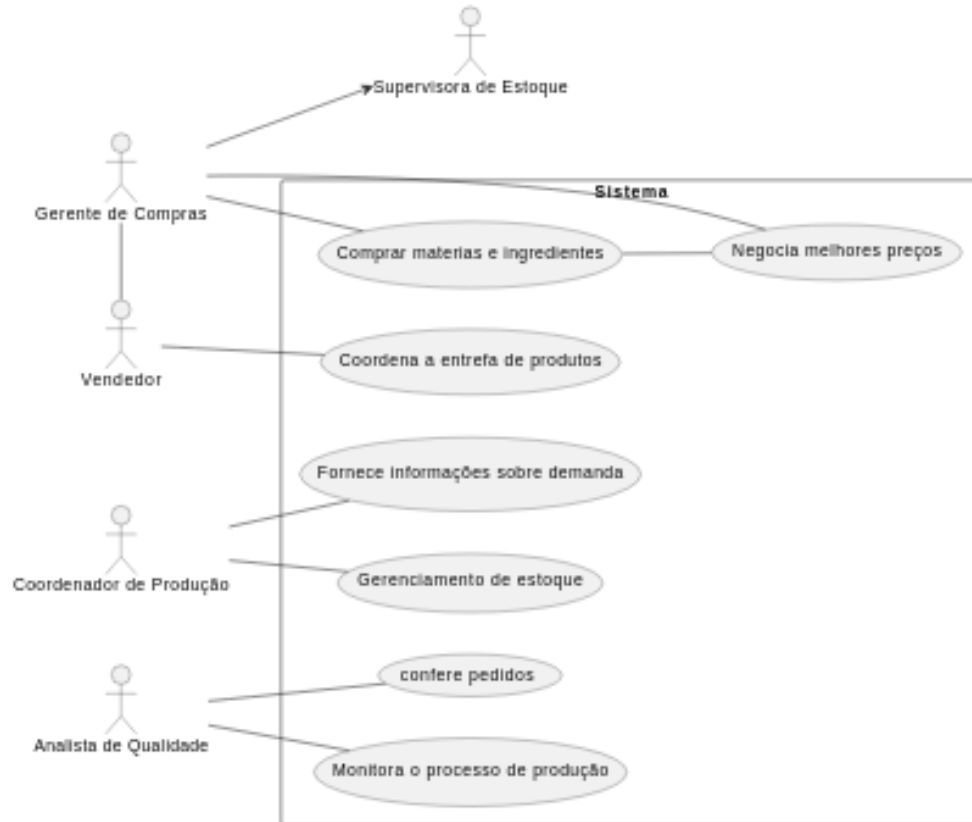 Supervisora de Estoque
Gerente de Compras
Sistema
Comprar materias e ingredientes
Negocia melhores preços
Vendedor
Coordena a entrefa de produtos
Fornece informações sobre demanda
Coordenador de Produção
Gerenciamento de estoque
confere pedidos
Analista de Qualidade
Monitora o processo de produção